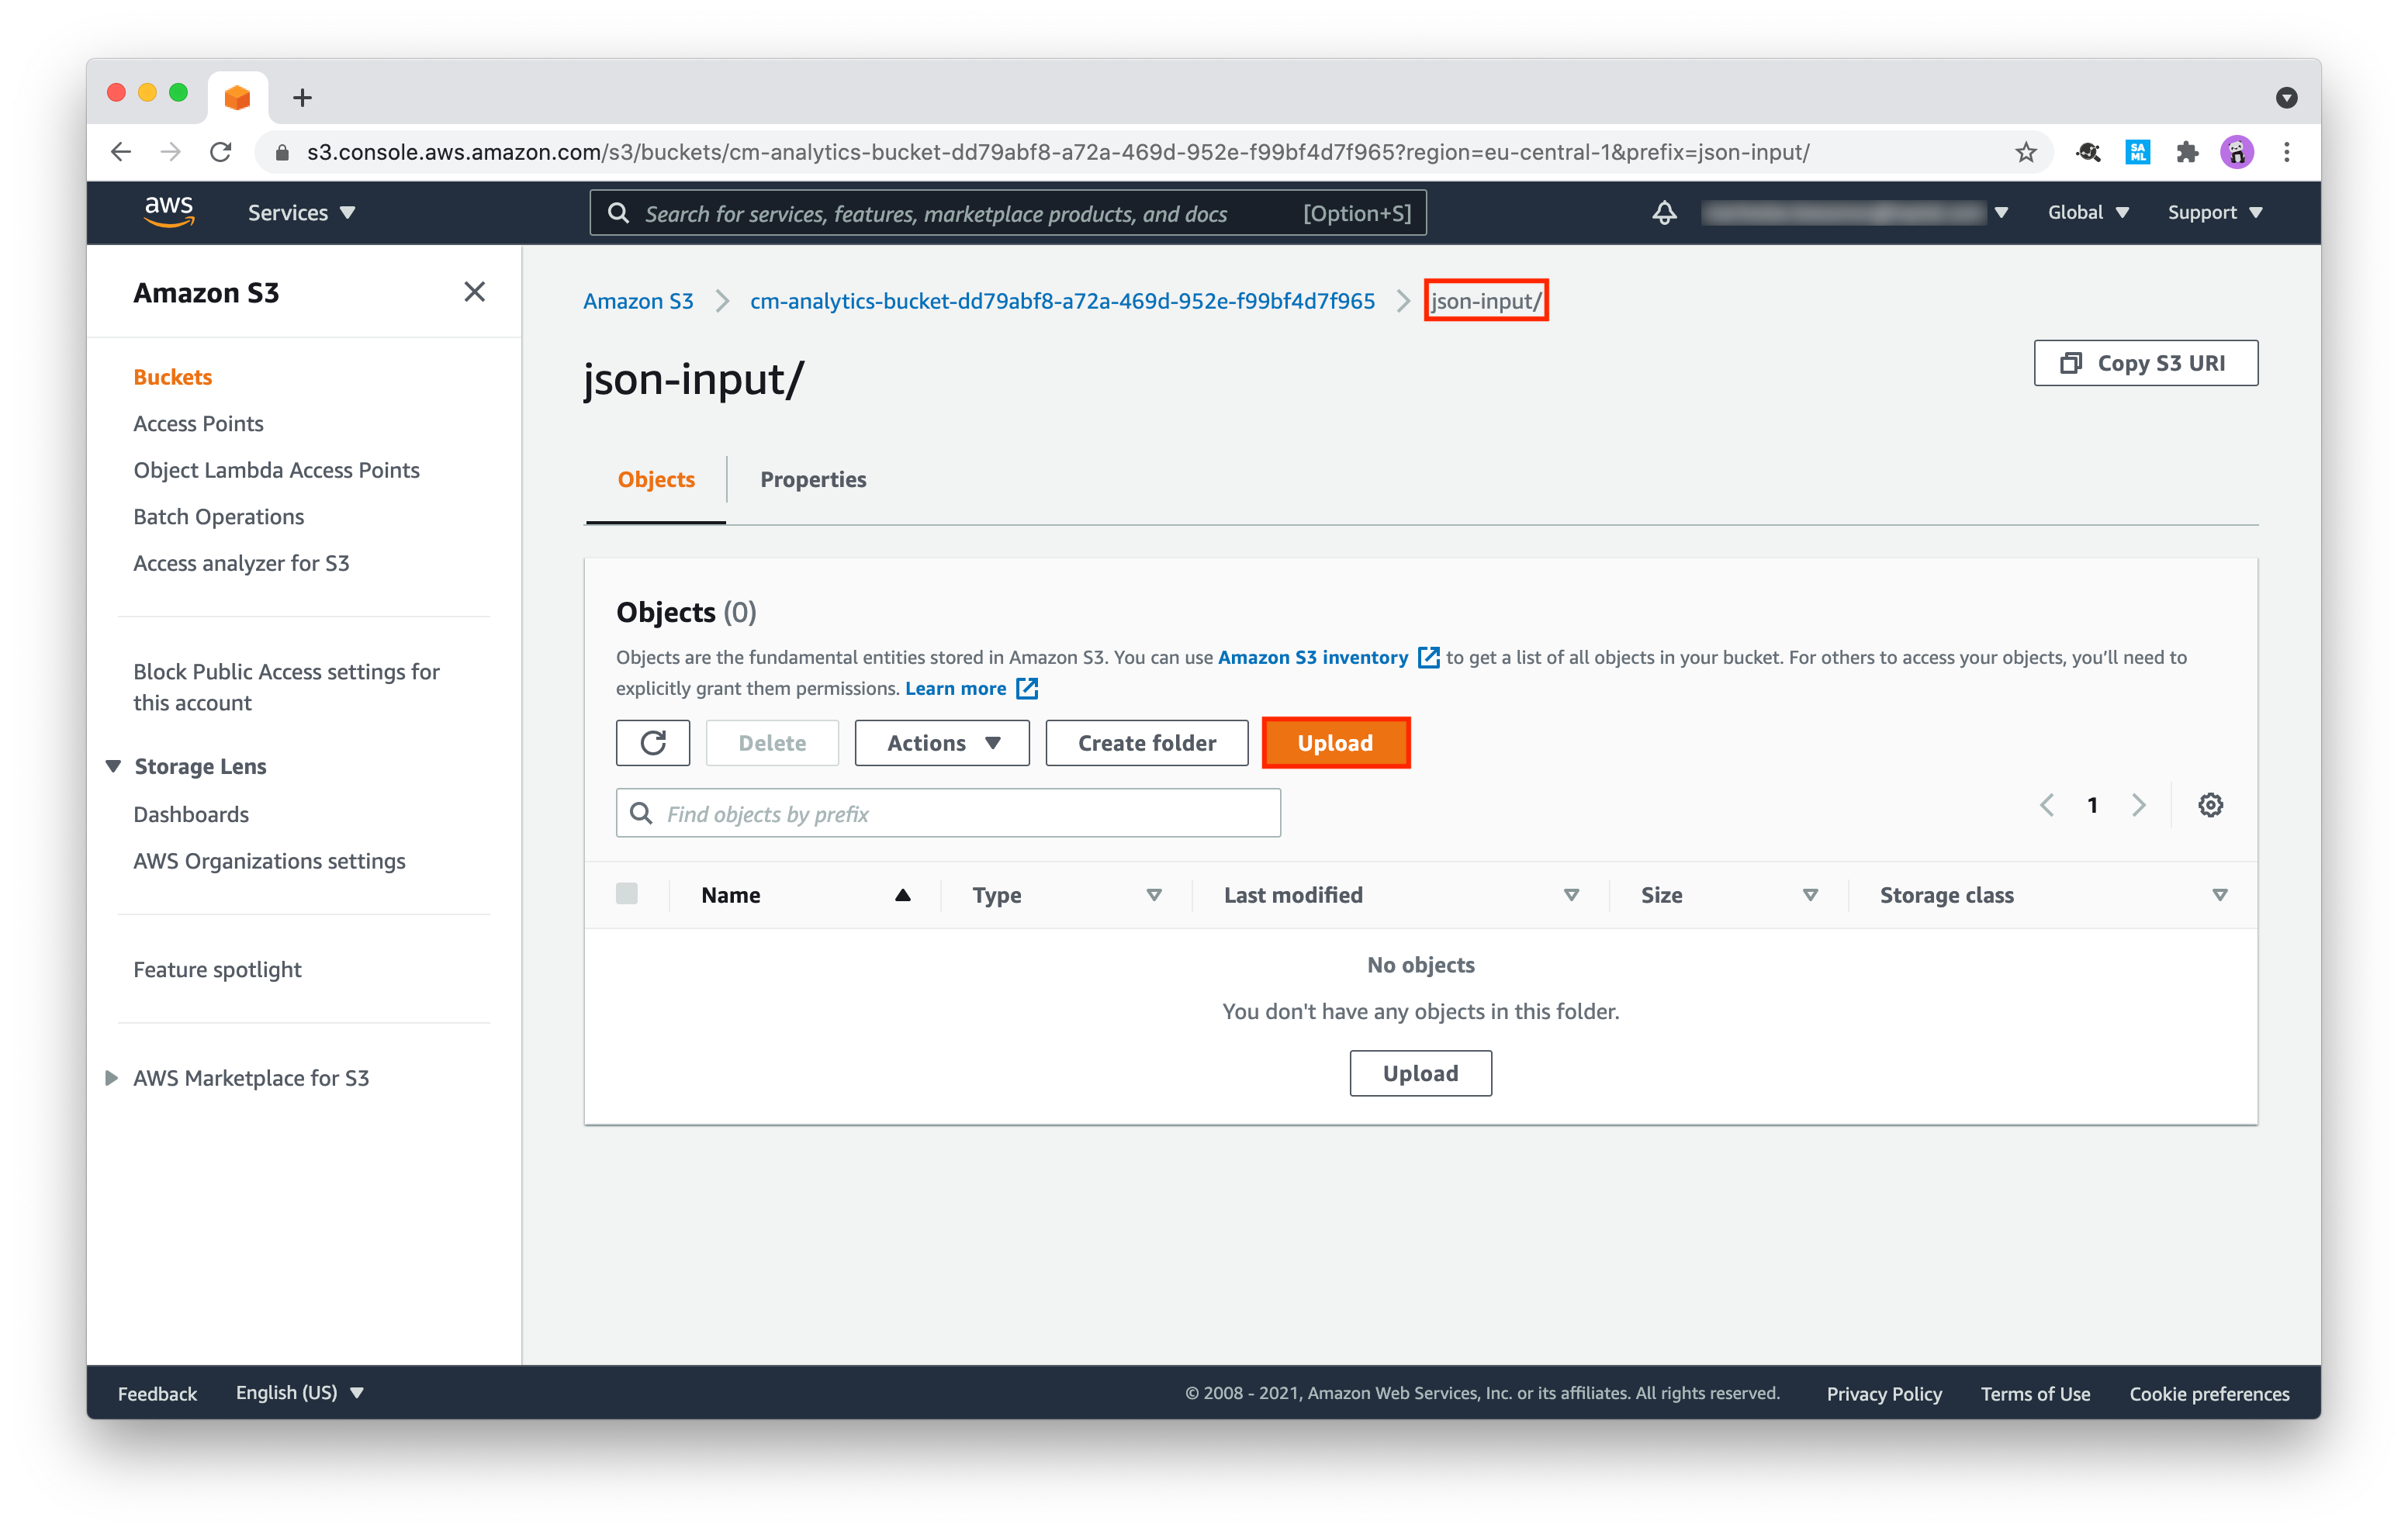 s3.console.aws.amazon.com/s3/buckets/cm-analytics-bucket-dd79abf8-a72a-469d-952e-f99bf4d7f965?region=eu-central-1&prefix=json-input/
SA
ML
aws
Services
Search for services, features, marketplace products, and docs
[Option+S]
Global
Support
Amazon S3
Buckets
Access Points
Object Lambda Access Points
Batch Operations
Access analyzer for S3
Block Public Access settings for
this account
Storage Lens
Dashboards
AWS Organizations settings
Feature spotlight
AWS Marketplace for S3
Amazon S3
cm-analytics-bucket-dd79abf8-a72a-469d-952e-f99bf4d7f965
json-input/
json-input/
Copy S3 URI
Objects
Properties
Objects (0)
Objects are the fundamental entities stored in Amazon S3. You can use Amazon S3 inventory to get a list of all objects in your bucket. For others to access your objects, you’ll need to
explicitly grant them permissions. Learn more
Delete
Actions
Create folder
Upload
Find objects by prefix
1
Name
Type
Last modified
Size
Storage class
No objects
You don't have any objects in this folder.
Upload
Feedback
English (US)
© 2008 - 2021, Amazon Web Services, Inc. or its affiliates. All rights reserved.
Privacy Policy
Terms of Use
Cookie preferences